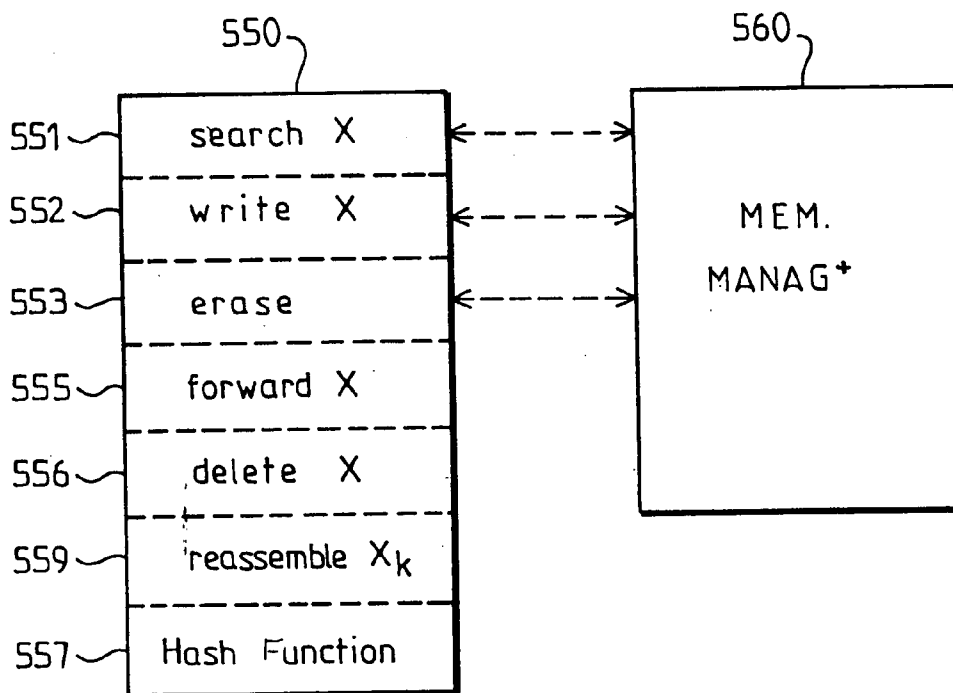 550
560
551 search X
552 write X
553 erase
555 forward X
556 delete X
559 reassemble Xk
557 Hash Function
MEM.
MANAG+